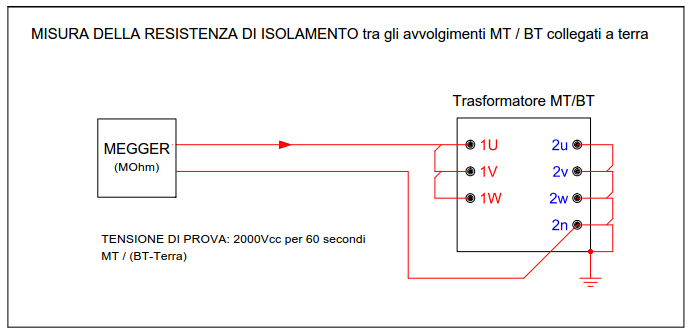 MISURA DELLA RESISTENZA DI ISOLAMENTO tra gli avvolgimenti MT / BT collegati a terra
Trasformatore MT/BT
MEGGER
(MOhm)
1U
2u
1V
2v
1W
2w
2n
TENSIONE DI PROVA: 2000Vcc per 60 secondi
MT / (BT-Terra)